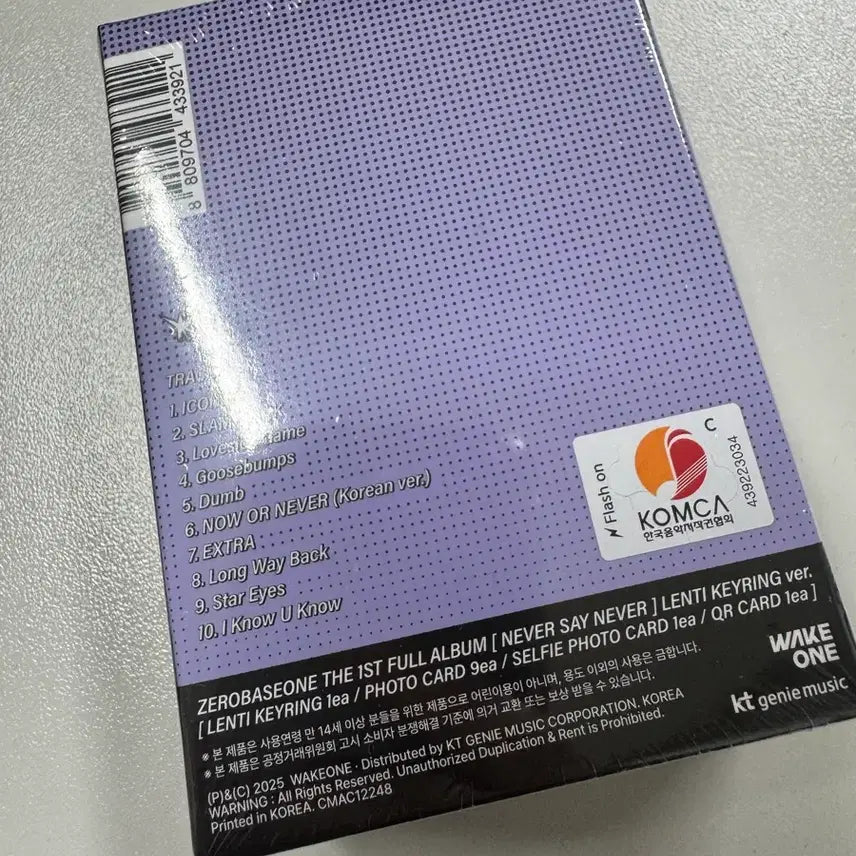 8 809704 433921
1. ICON
2. SLAM
3.
4. Goosebumps
5. Dumb
6. NOW OR NEVER (Korean ver.)
7. EXTRA
8. Long Way Back
9. Star Eyes
10. I Know U Know
Flash on
C
KOMCA
한국음악저작권협회
439223034
ZEROBASEONE THE 1ST FULL ALBUM [ NEVER SAY NEVER ] LENTI KEYRING ver.
[ LENTI KEYRING 1ea / PHOTO CARD 9ea / SELFIE PHOTO CARD 1ea / QR CARD 1ea ]
※ 본 제품은 사용연령 만 14세 이상 분들을 위한 제품으로 어린이용이 아니며, 용도 이외의 사용은 금합니다.
※ 본 제품은 공정거래위원회 고시 소비자 분쟁해결 기준에 의거 교환 또는 보상 받을 수 있습니다.
(P)&(C) 2025 WAKEONE · Distributed by KT GENIE MUSIC CORPORATION. KOREA
WARNING : All Rights Reserved. Unauthorized Duplication & Rent is Prohibited.
Printed in KOREA. CMAC12248
WAKE
ONE
kt genie music